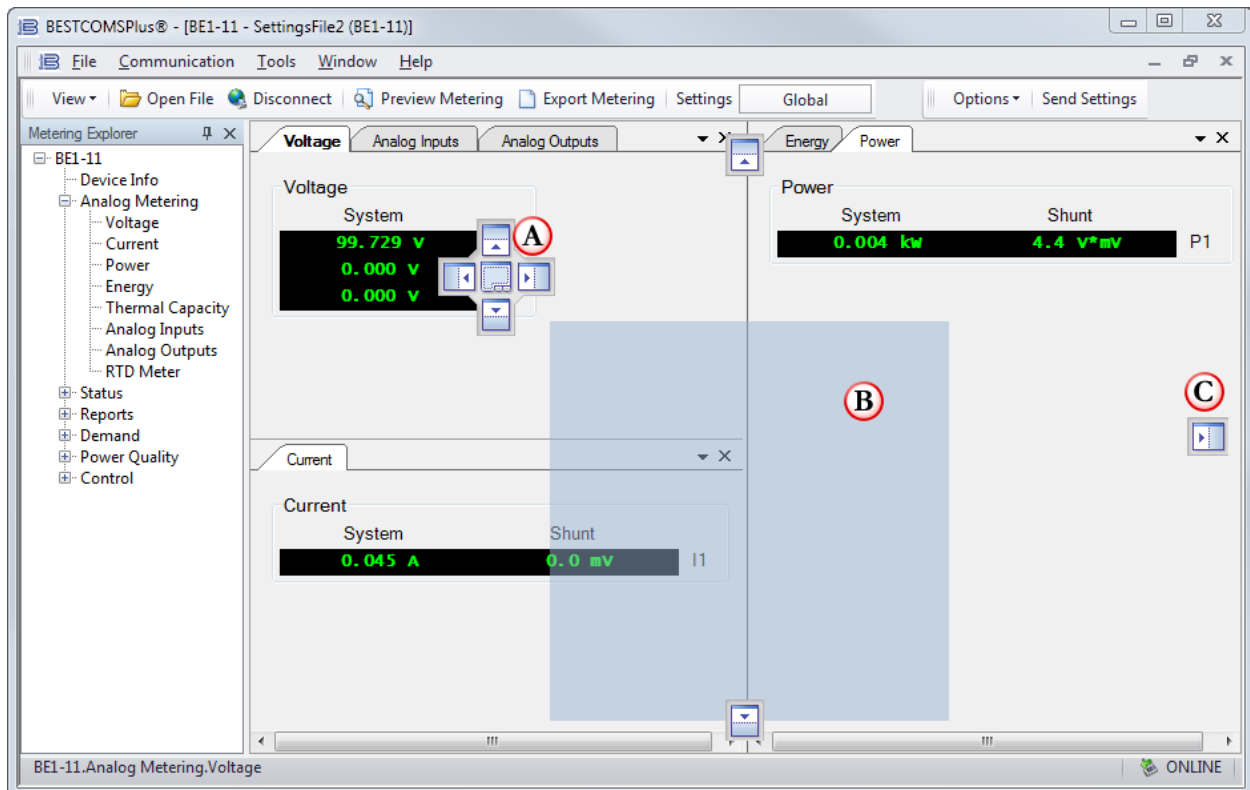 BESTCOMSPlus® - [BE1-11 - SettingsFile2 (BE1-11)]
File Communication Tools Window Help
View Open File Disconnect Preview Metering Export Metering Settings Global Options Send Settings
Metering Explorer
BE1-11
Device Info
Analog Metering
Voltage
Current
Power
Energy
Thermal Capacity
Analog Inputs
Analog Outputs
RTD Meter
Status
Reports
Demand
Power Quality
Control
Voltage Analog Inputs Analog Outputs
Voltage
System
99.729 V
0.000 V
0.000 V
A
Current
Current
System Shunt
0.045 A 0.0 mV I1
Energy Power
Power
System Shunt
0.004 kW 4.4 V*mV P1
B
C
BE1-11.Analog Metering.Voltage ONLINE